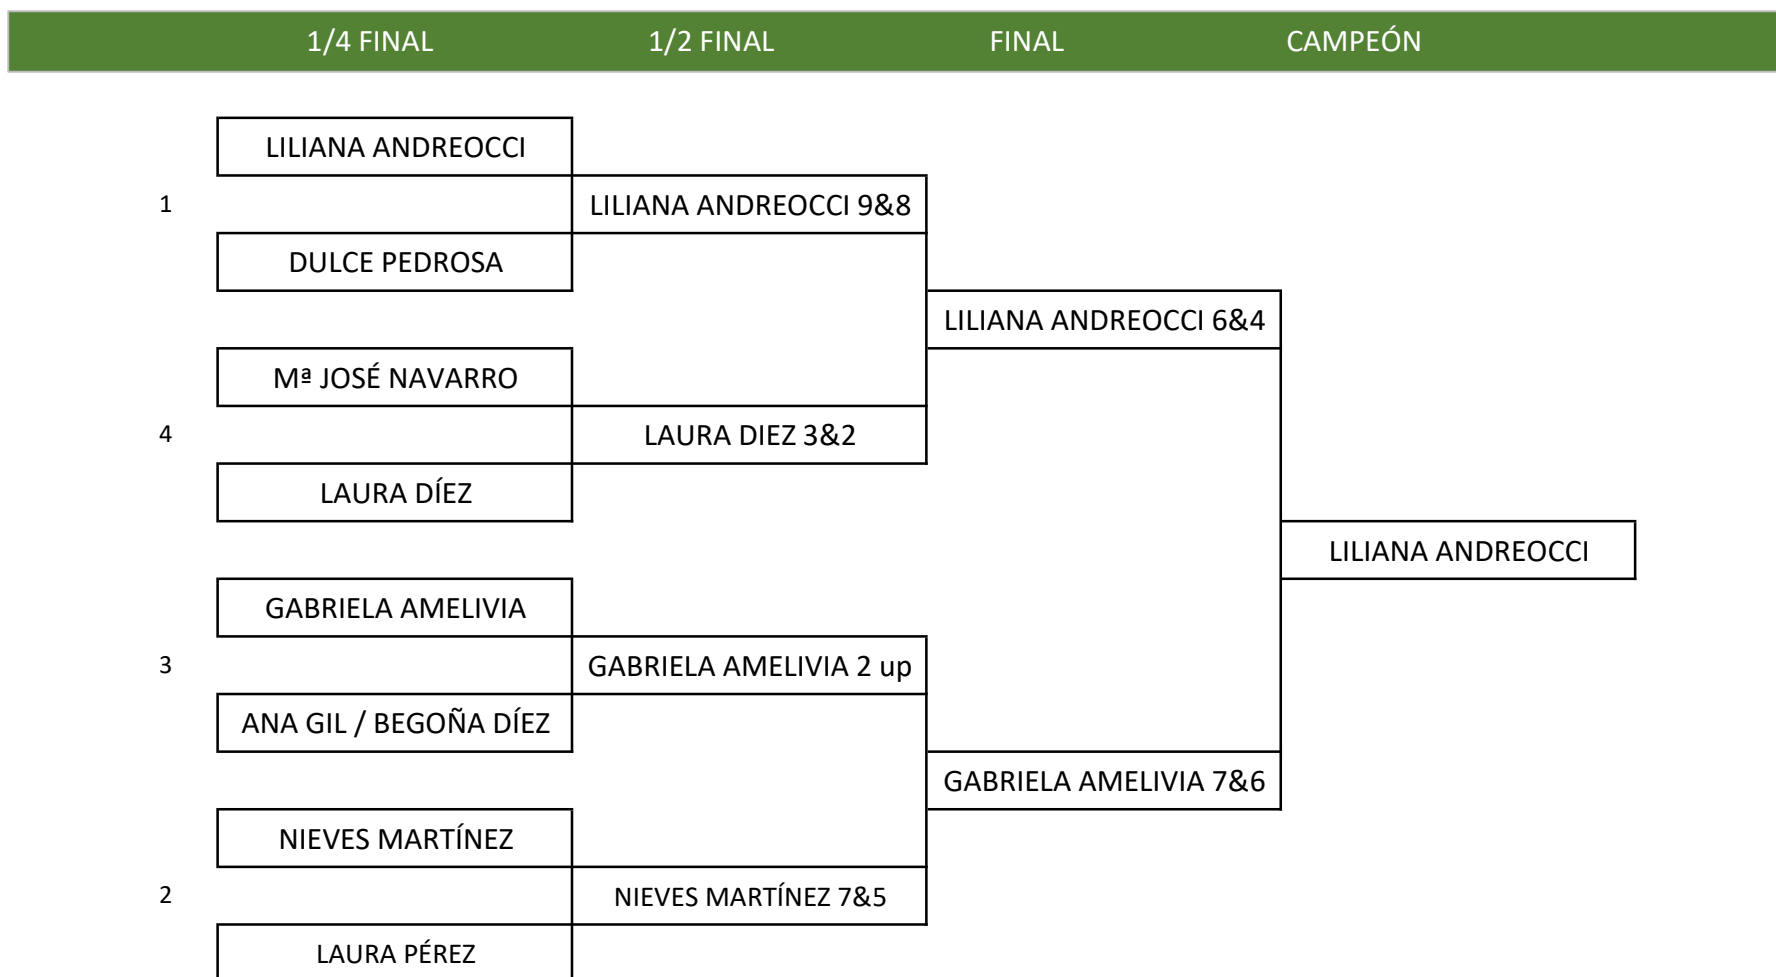 1/4 FINAL 1/2 FINAL FINAL CAMPEÓN
LILIANA ANDREOCCI
1 LILIANA ANDREOCCI 9&8
DULCE PEDROSA
LILIANA ANDREOCCI 6&4
Mª JOSÉ NAVARRO
4 LAURA DIEZ 3&2
LAURA DÍEZ
LILIANA ANDREOCCI
GABRIELA AMELIVIA
3 GABRIELA AMELIVIA 2 up
ANA GIL / BEGOÑA DÍEZ
GABRIELA AMELIVIA 7&6
NIEVES MARTÍNEZ
2 NIEVES MARTÍNEZ 7&5
LAURA PÉREZ